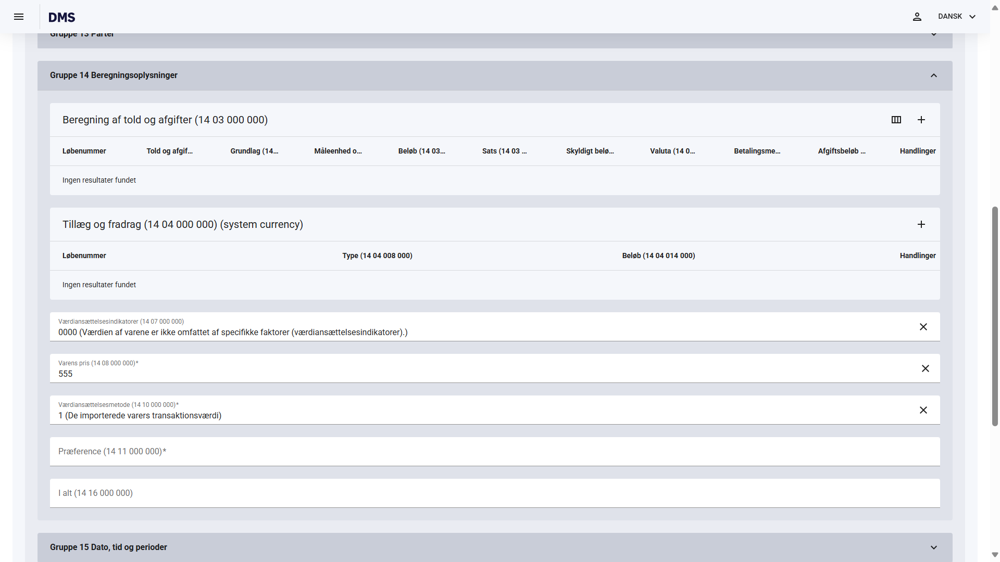 DMS
DANSK
Gruppe 13 Parter
Gruppe 14 Beregningsoplysninger
Beregning af told og afgifter (14 03 000 000)
Løbenummer Told og afgif... Grundlag (14... Måleenhed o... Beløb (14 03... Sats (14 03 ... Skyldigt belø... Valuta (14 0... Betalingsme... Afgiftsbeløb ... Handlinger
Ingen resultater fundet
Tillæg og fradrag (14 04 000 000) (system currency)
Løbenummer Type (14 04 008 000) Beløb (14 04 014 000) Handlinger
Ingen resultater fundet
Værdiansættelsesindikatorer (14 07 000 000)
0000 (Værdien af varene er ikke omfattet af specifikke faktorer (værdiansættelsesindikatorer).)
Varens pris (14 08 000 000)*
555
Værdiansættelsesmetode (14 10 000 000)*
1 (De importerede varers transaktionsværdi)
Præference (14 11 000 000)*
I alt (14 16 000 000)
Gruppe 15 Dato, tid og perioder